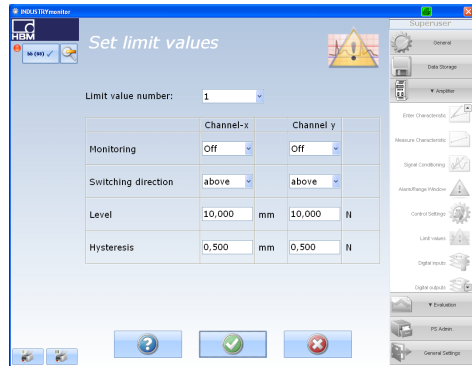 INDUSTRYmonitor
HBM
Set limit values
Limit value number: 1
Channel-x Channel y
Monitoring Off Off
Switching direction above above
Level 10,000 mm 10,000 N
Hysteresis 0,500 mm 0,500 N
Superuser
General
Data Storage
▼ Amplifier
Enter Characteristic
Measure Characteristic
Signal Conditioning
Alarm/Range Window
Control Settings
Limit values
Digital inputs
Digital outputs
▼ Evaluation
PS Admin.
General Settings